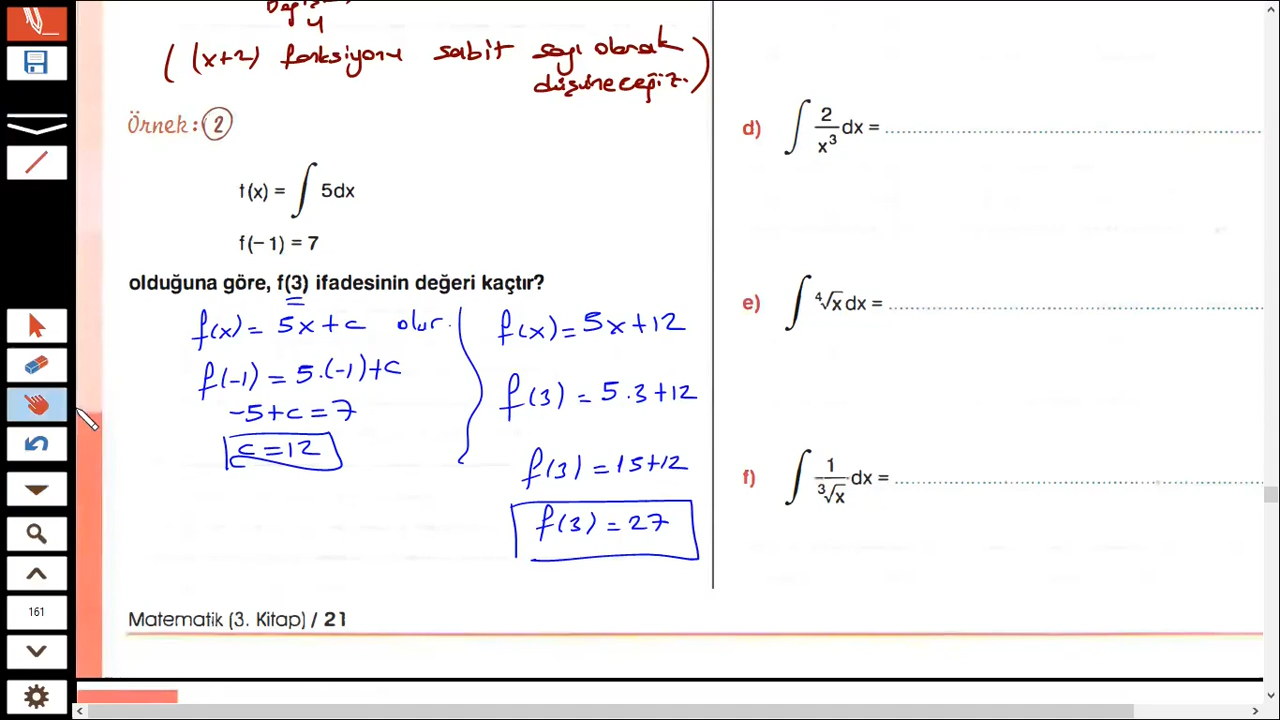 ( (x+2) fonksiyonu sabit sayı olarak
düşüneceğiz. )
Örnek: 2
f(x) = ∫ 5dx
f(– 1) = 7
olduğuna göre, f(3) ifadesinin değeri kaçtır?
f(x) = 5x + c olur.
f(-1) = 5.(-1)+c
-5+c = 7
c = 12
f(x) = 5x+12
f(3) = 5.3+12
f(3) = 15+12
f(3) = 27
Matematik (3. Kitap) / 21
d) ∫ 2/x³ dx = ................
e) ∫ ⁴√x dx = ................
f) ∫ 1/³√x dx = ................
161